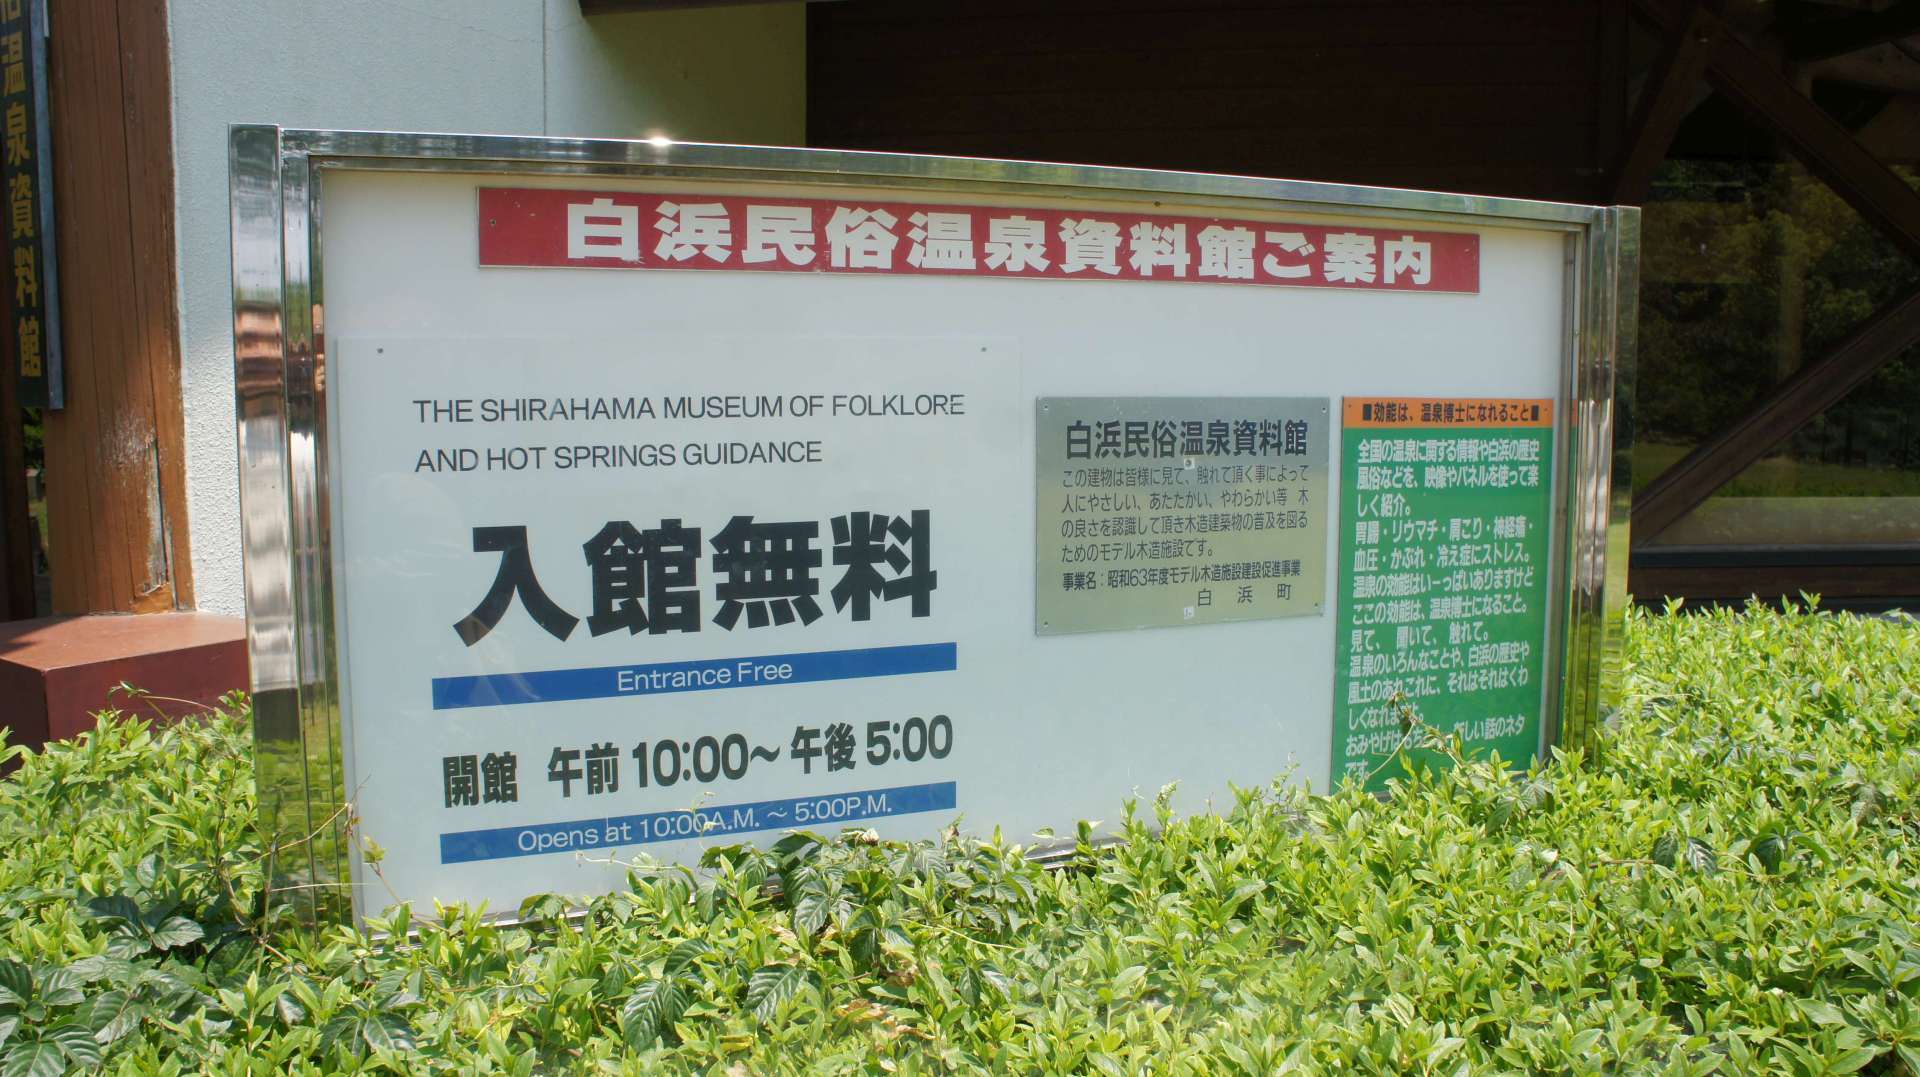 温泉資料館
白浜民俗温泉資料館ご案内
THE SHIRAHAMA MUSEUM OF FOLKLORE
AND HOT SPRINGS GUIDANCE
入館無料
Entrance Free
開館 午前10:00～午後5:00
Opens at 10:00A.M. ～ 5:00P.M.
白浜民俗温泉資料館
この建物は皆様に見て、触れて頂く事によって
人にやさしい、あたたかい、やわらかい等 木
の良さを認識して頂き木造建築物の普及を図る
ためのモデル木造施設です。
事業名：昭和63年度モデル木造施設建設促進事業
白浜町
■効能は、温泉博士になれること■
全国の温泉に関する情報や白浜の歴史
風俗などを、映像やパネルを使って楽
しく紹介。
胃腸・リウマチ・肩こり・神経痛・
血圧・かぶれ・冷え症にストレス。
温泉の効能はいーっぱいありますけど
ここの効能は、温泉博士になること。
見て、聞いて、触れて。
温泉のいろんなことや、白浜の歴史や
風土のあれこれに、それはそれはくわ
しくなれます。
おみやげは 新しい話のネタ
です。